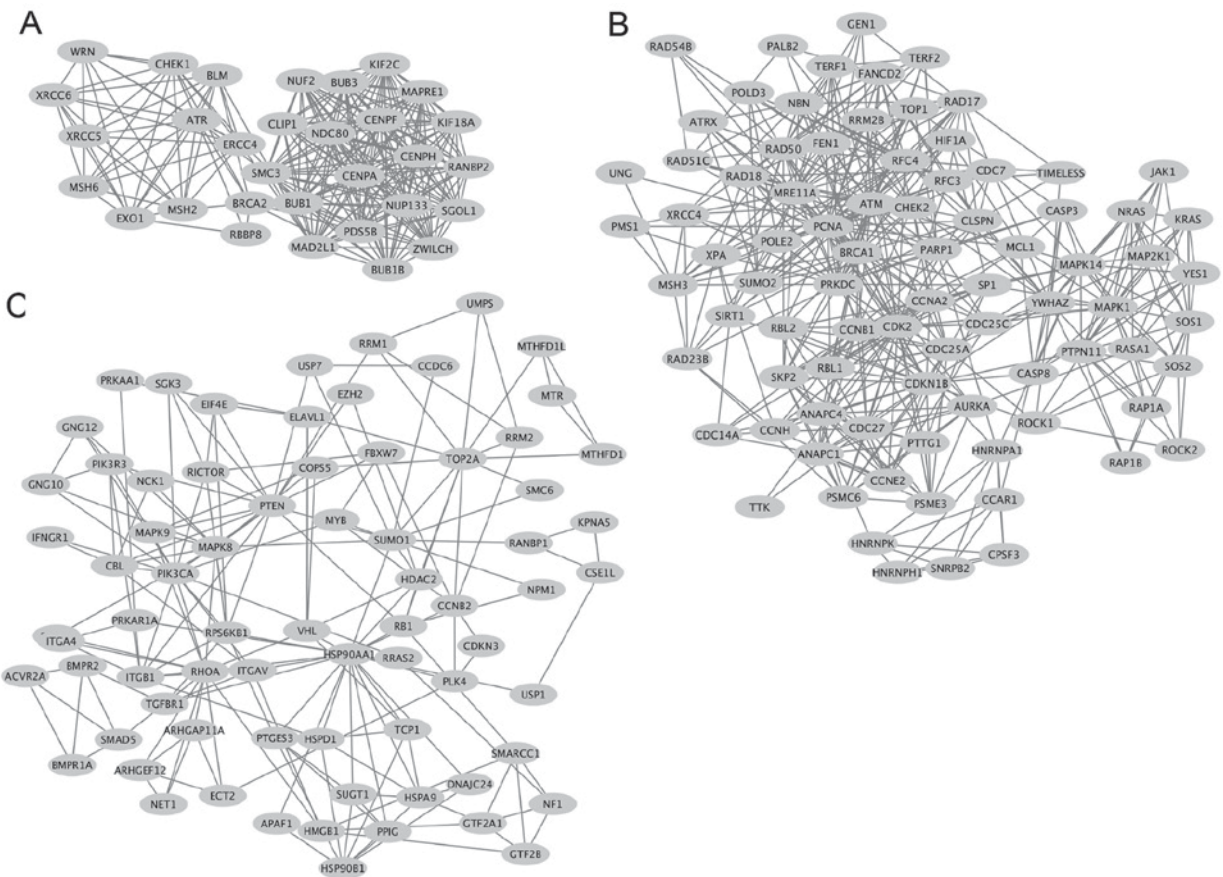 A
WRN
CHEK1
BLM
XRCC6
ATR
XRCC5
ERCC4
MSH6
EXO1
MSH2
BRCA2
RBBP8
KIF2C
NUF2
BUB3
MAPRE1
CLIP1
NDC80
CENPF
KIF18A
CENPH
RANBP2
SMC3
CENPA
BUB1
NUP133
SGOL1
PDS5B
MAD2L1
ZWILCH
BUB1B
B
GEN1
RAD54B
PALB2
TERF1
TERF2
FANCD2
POLD3
NBN
TOP1
RAD17
ATRX
RRM2B
HIF1A
RAD51C
RAD50
FEN1
RFC4
CDC7
TIMELESS
UNG
RAD18
MRE11A
RFC3
JAK1
XRCC4
ATM
CHEK2
CLSPN
CASP3
NRAS
KRAS
PMS1
PCNA
POLE2
BRCA1
PARP1
MCL1
MAP2K1
XPA
MAPK14
YES1
MSH3
SUMO2
PRKDC
SP1
CCNA2
YWHAZ
MAPK1
SIRT1
RBL2
CCNB1
CDK2
CDC25C
SOS1
RAD23B
CDC25A
PTPN11
RASA1
SKP2
RBL1
CDKN1B
CASP8
SOS2
ANAPC4
AURKA
RAP1A
CDC14A
CCNH
CDC27
PTTG1
ROCK1
ANAPC1
HNRNPA1
RAP1B
ROCK2
CCNE2
TTK
PSMC6
PSME3
CCAR1
HNRNPK
CPSF3
HNRNPH1
SNRPB2
C
UMPS
RRM1
MTHFD1L
USP7
CCDC6
PRKAA1
SGK3
EZH2
MTR
EIF4E
ELAVL1
GNG12
RRM2
PIK3R3
FBXW7
TOP2A
MTHFD1
RICTOR
COPS5
GNG10
NCK1
SMC6
PTEN
MYB
KPNA5
IFNGR1
MAPK9
MAPK8
SUMO1
RANBP1
CBL
PIK3CA
CSE1L
HDAC2
NPM1
CCNB2
PRKAR1A
ITGA4
RPS6KB1
VHL
RB1
CDKN3
HSP90AA1
RRAS2
ACVR2A
BMPR2
ITGB1
RHOA
ITGAV
PLK4
USP1
TGFBR1
SMAD5
ARHGAP11A
PTGES3
HSPD1
TCP1
SMARCC1
BMPR1A
ARHGEF12
DNAJC24
NET1
ECT2
SUGT1
HSPA9
NF1
APAF1
HMGB1
PPIG
GTF2A1
GTF2B
HSP90B1